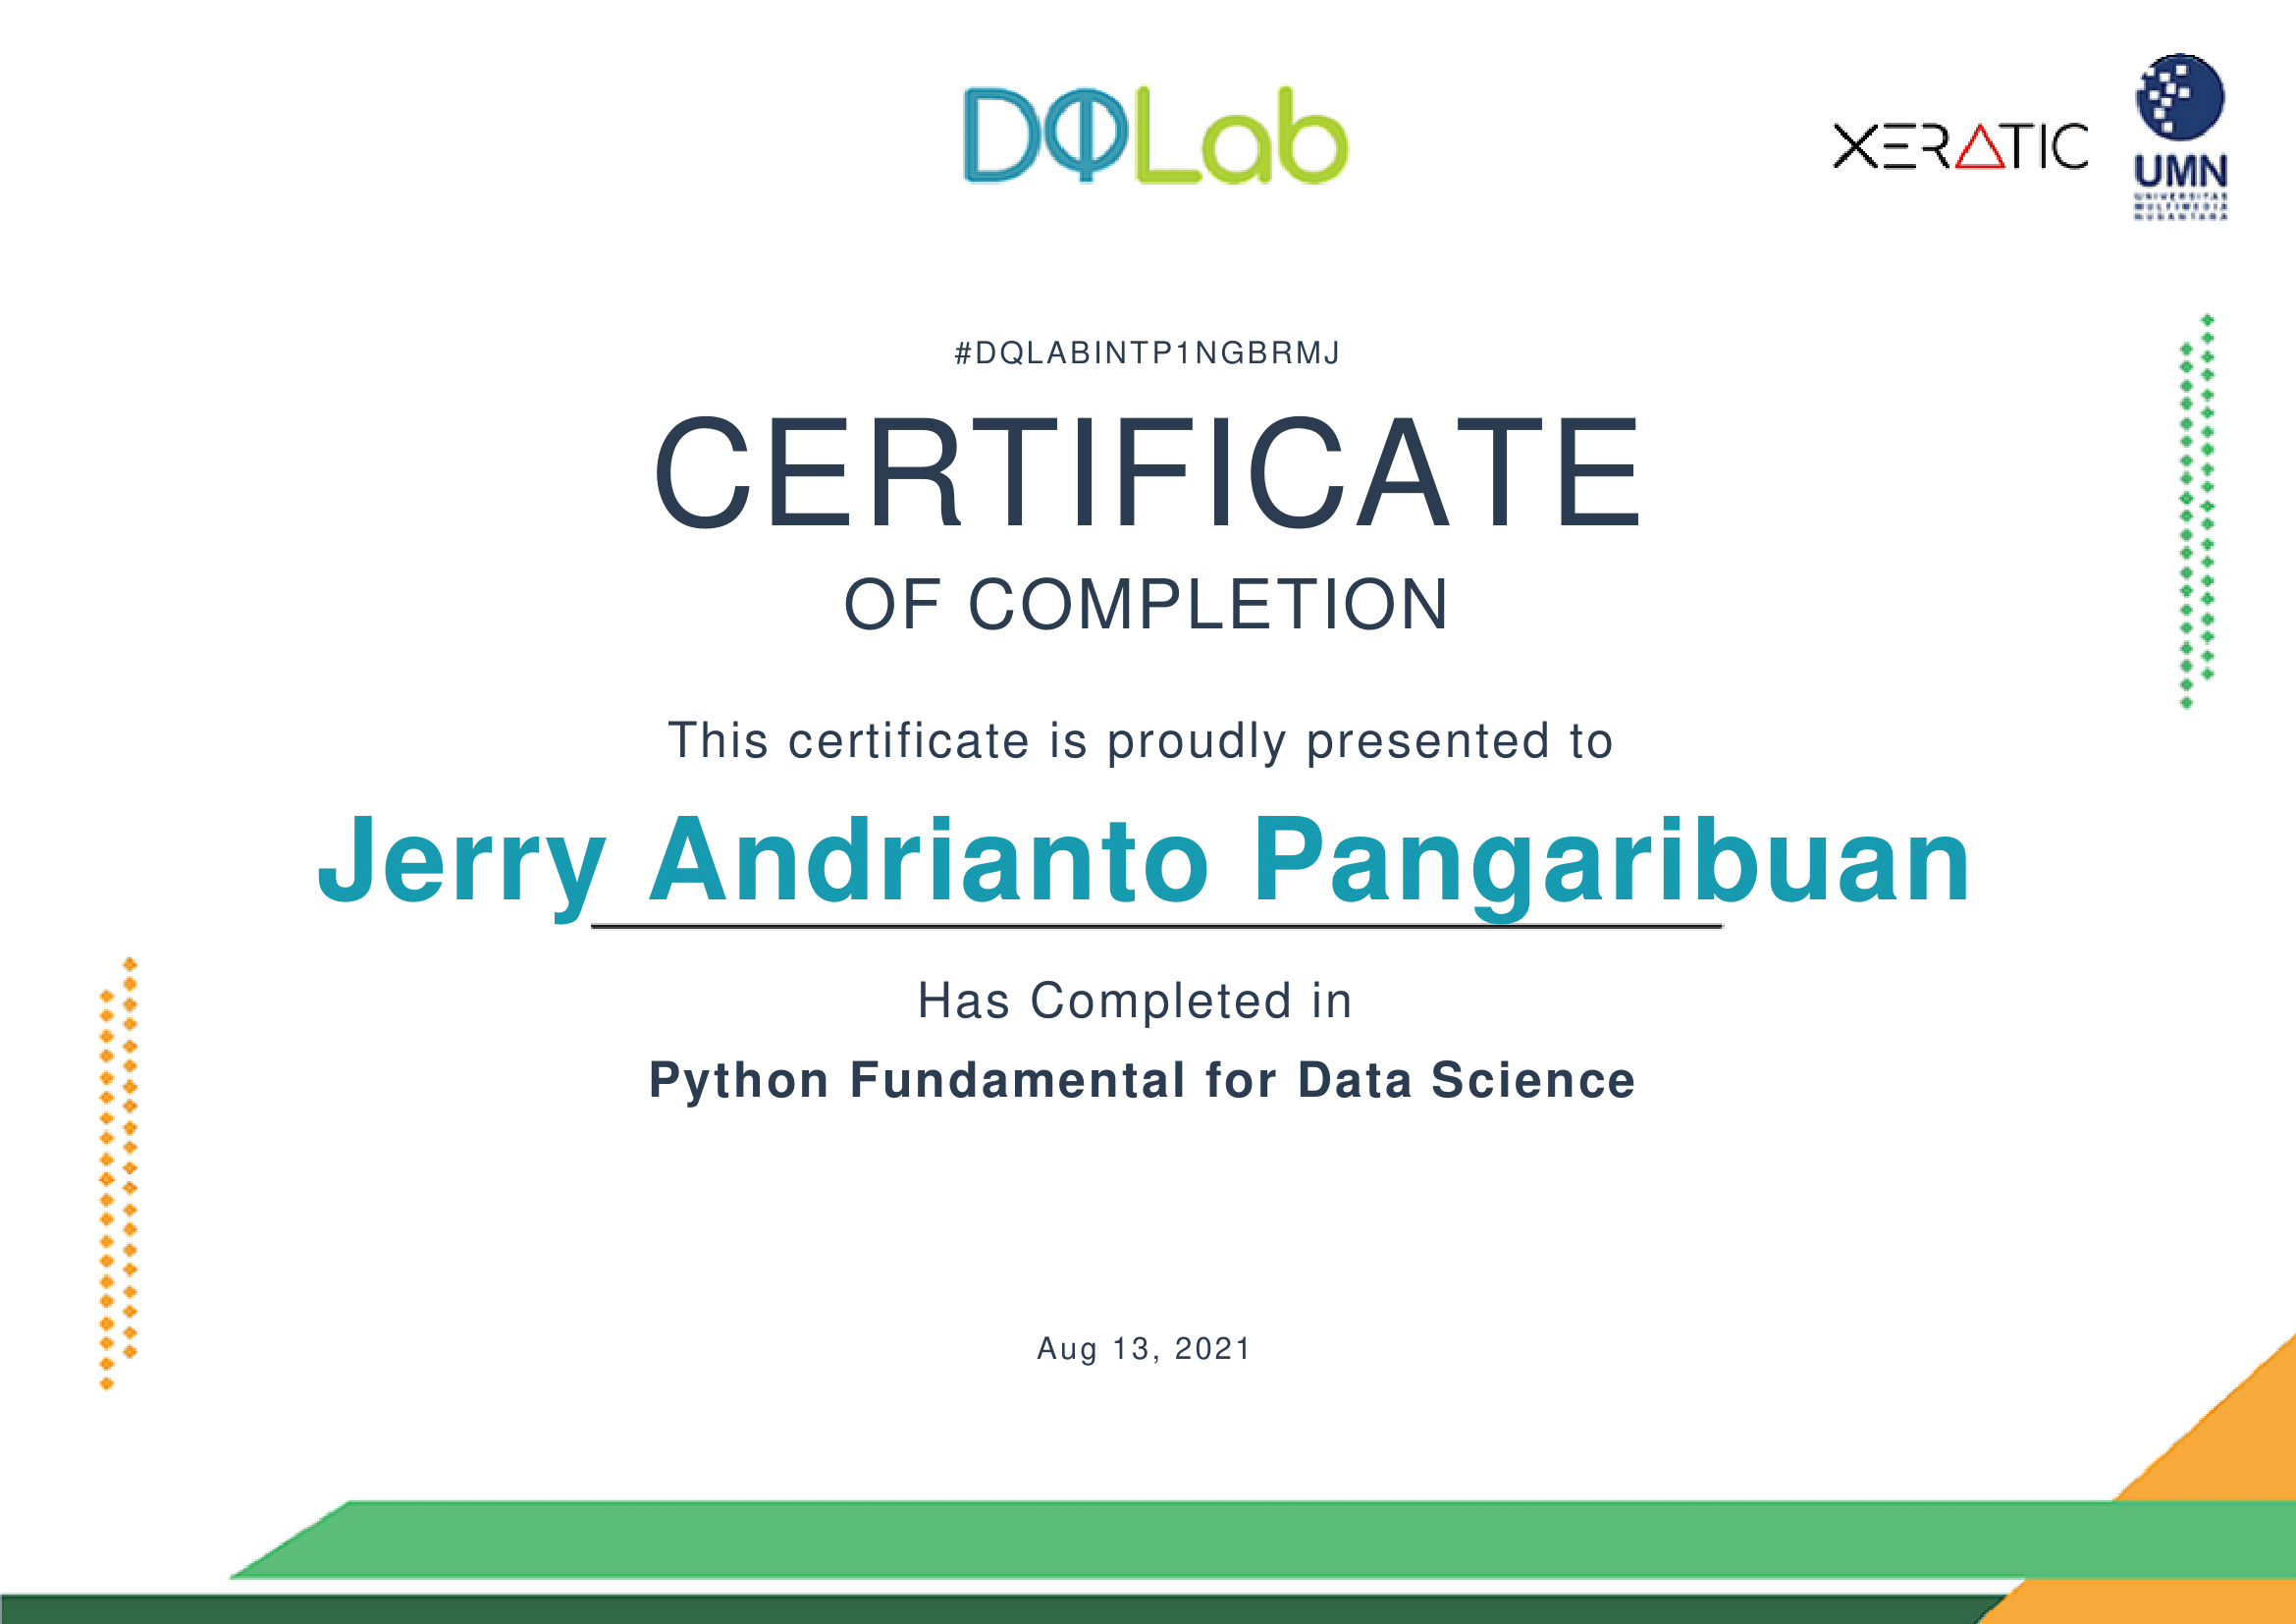 DQLab
XERATIC
UMN
UNIVERSITAS
MULTIMEDIA
NUSANTARA
#DQLABINTP1NGBRMJ
CERTIFICATE
OF COMPLETION
This certificate is proudly presented to
Jerry Andrianto Pangaribuan
Has Completed in
Python Fundamental for Data Science
Aug 13, 2021